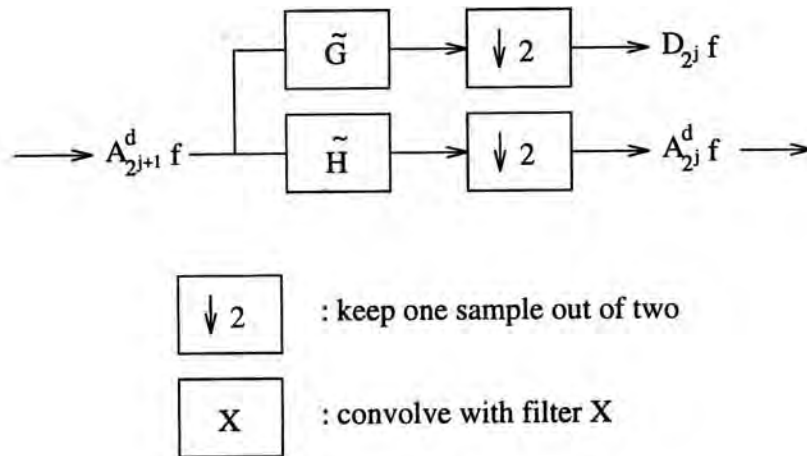 G̃
↓ 2
D_{2^j} f
A^d_{2^{j+1}} f
H̃
↓ 2
A^d_{2^j} f
↓ 2 : keep one sample out of two
X : convolve with filter X